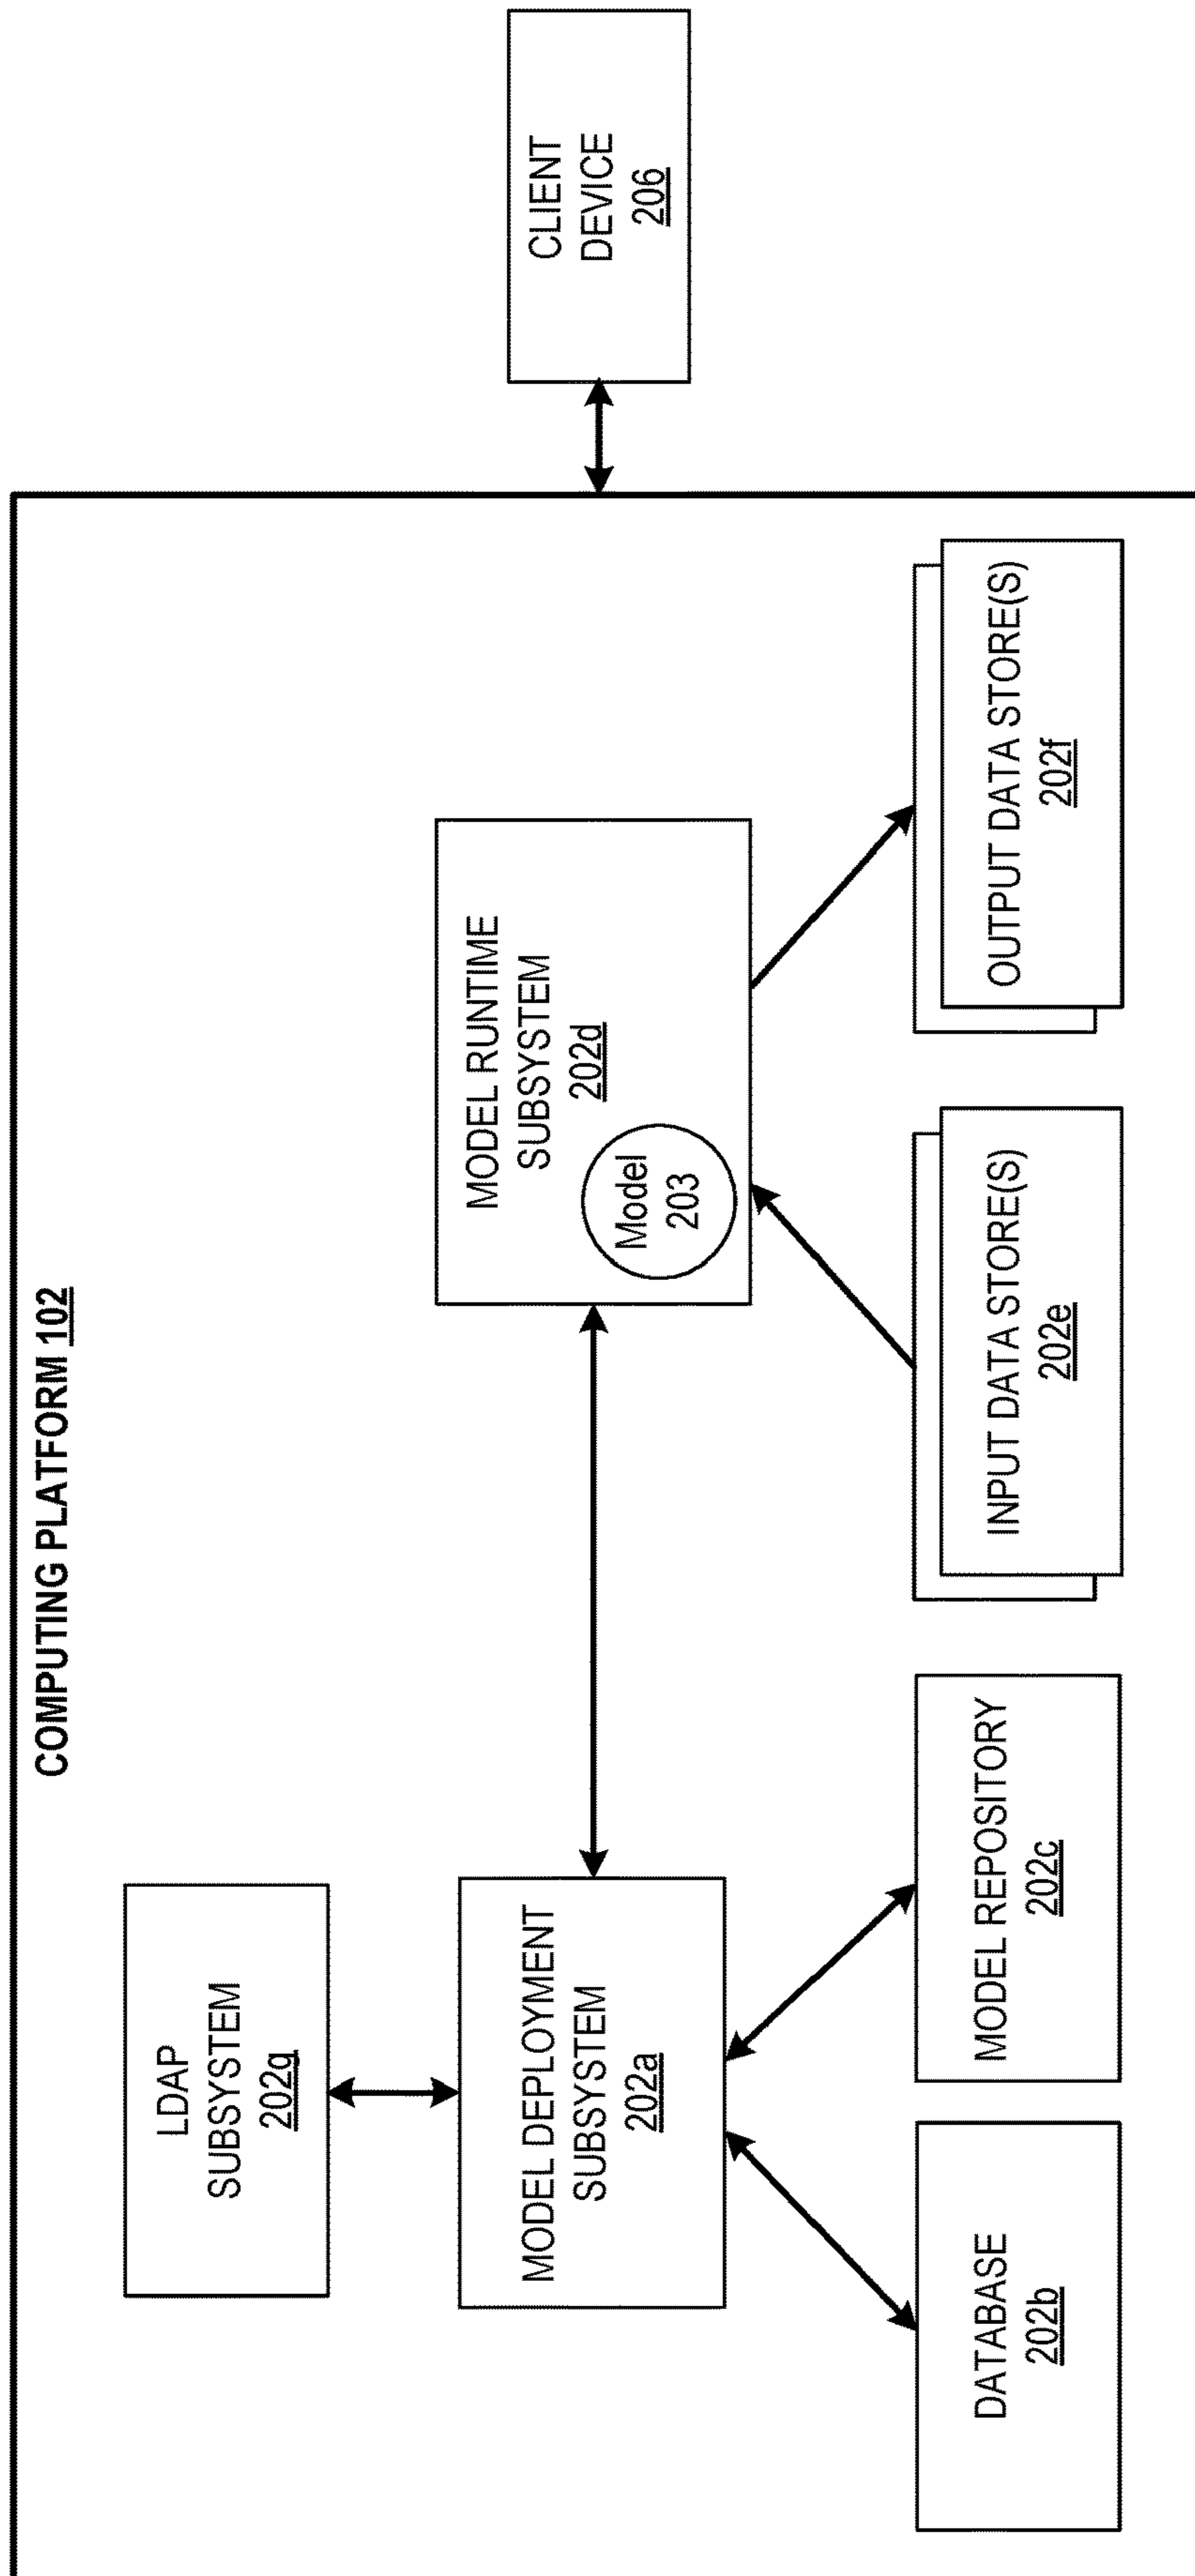 COMPUTING PLATFORM 102
LDAP
SUBSYSTEM
202g
MODEL DEPLOYMENT
SUBSYSTEM
202a
MODEL RUNTIME
SUBSYSTEM
202d
Model
203
CLIENT
DEVICE
206
DATABASE
202b
MODEL REPOSITORY
202c
INPUT DATA STORE(S)
202e
OUTPUT DATA STORE(S)
202f